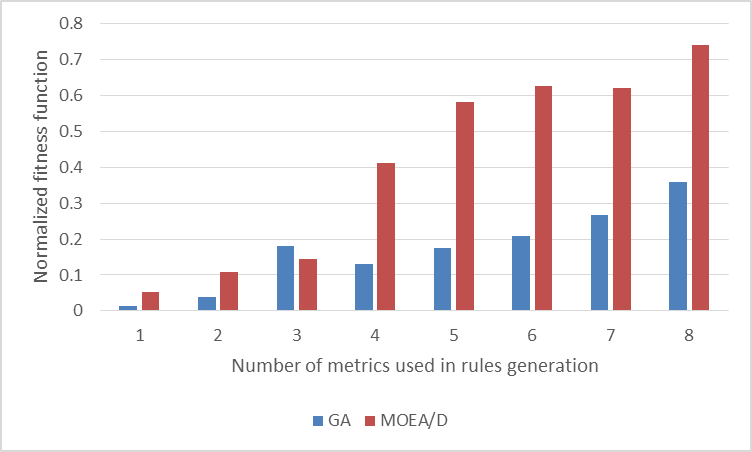 Normalized fitness function
0.8
0.7
0.6
0.5
0.4
0.3
0.2
0.1
0
1 2 3 4 5 6 7 8
Number of metrics used in rules generation
GA MOEA/D